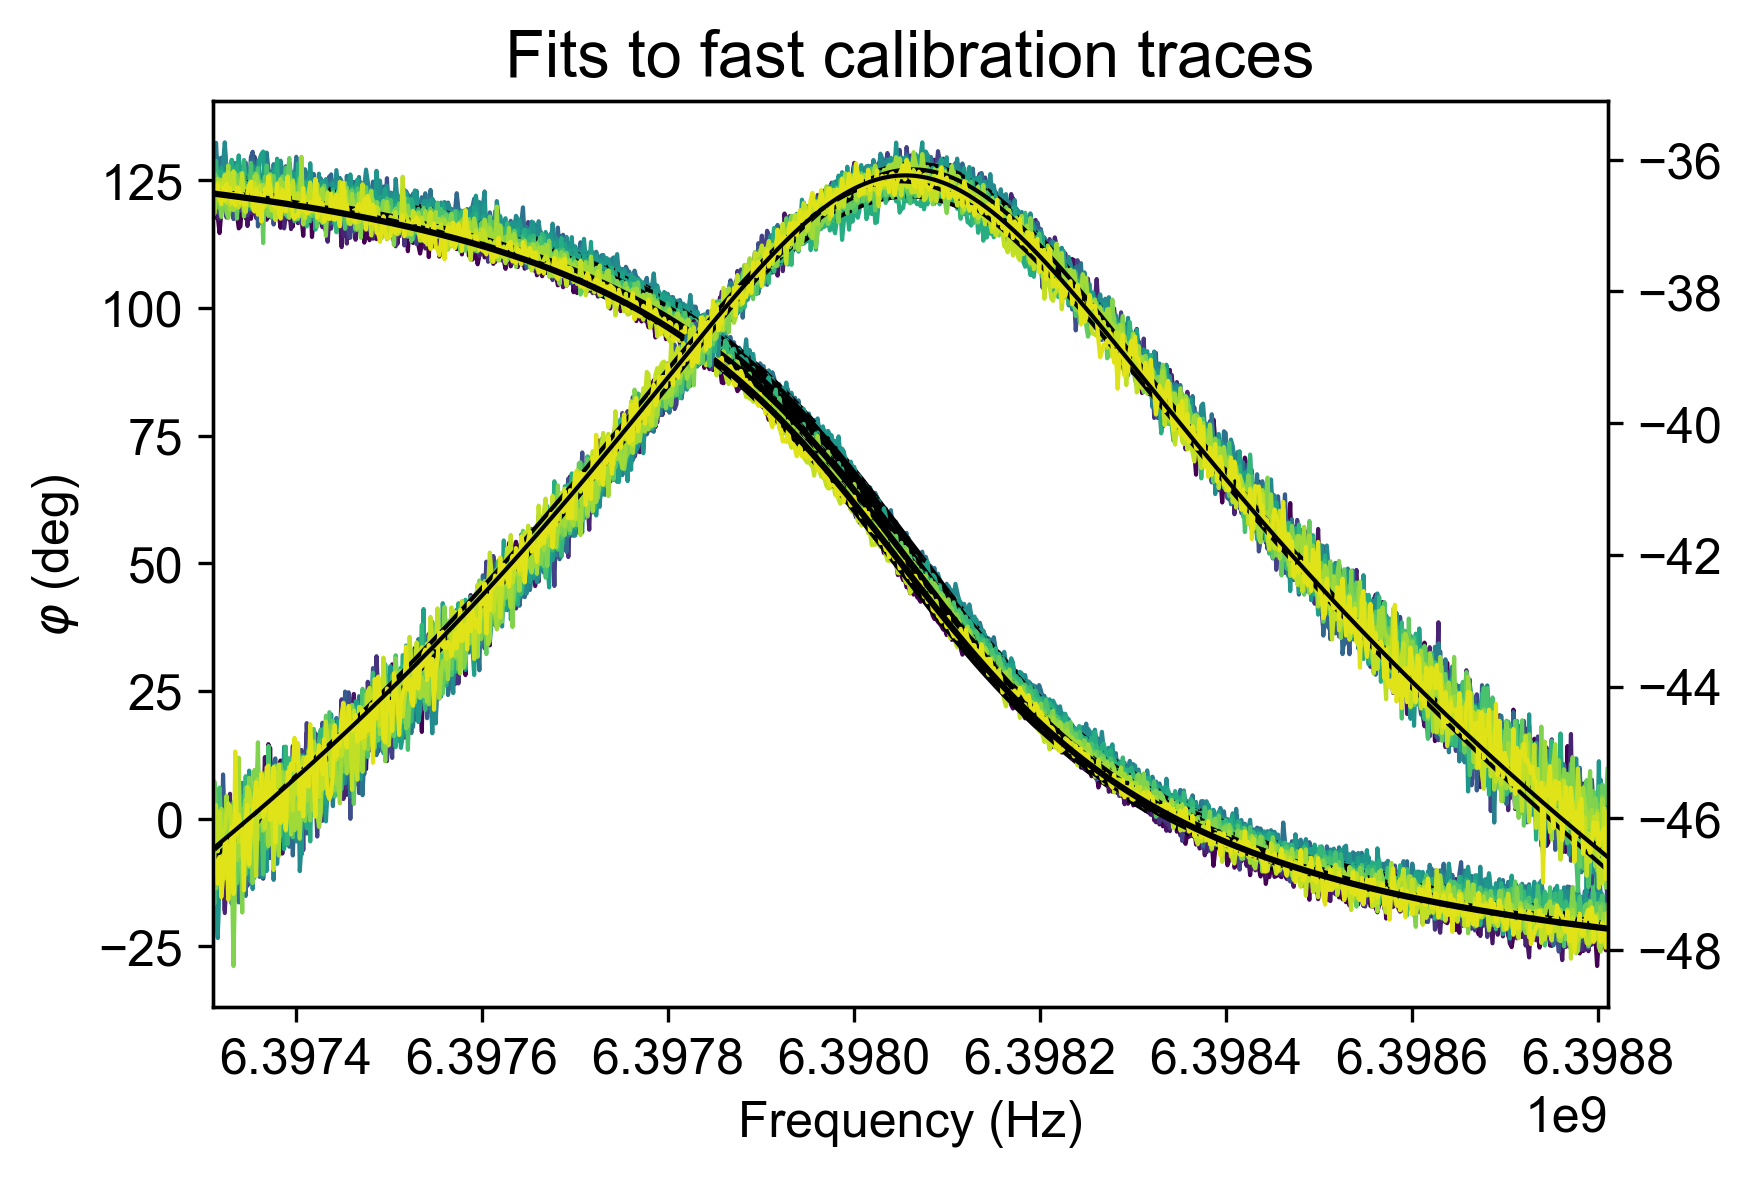 Fits to fast calibration traces
φ (deg)
125
100
75
50
25
0
−25
−36
−38
−40
−42
−44
−46
−48
6.3974 6.3976 6.3978 6.3980 6.3982 6.3984 6.3986 6.3988
1e9
Frequency (Hz)